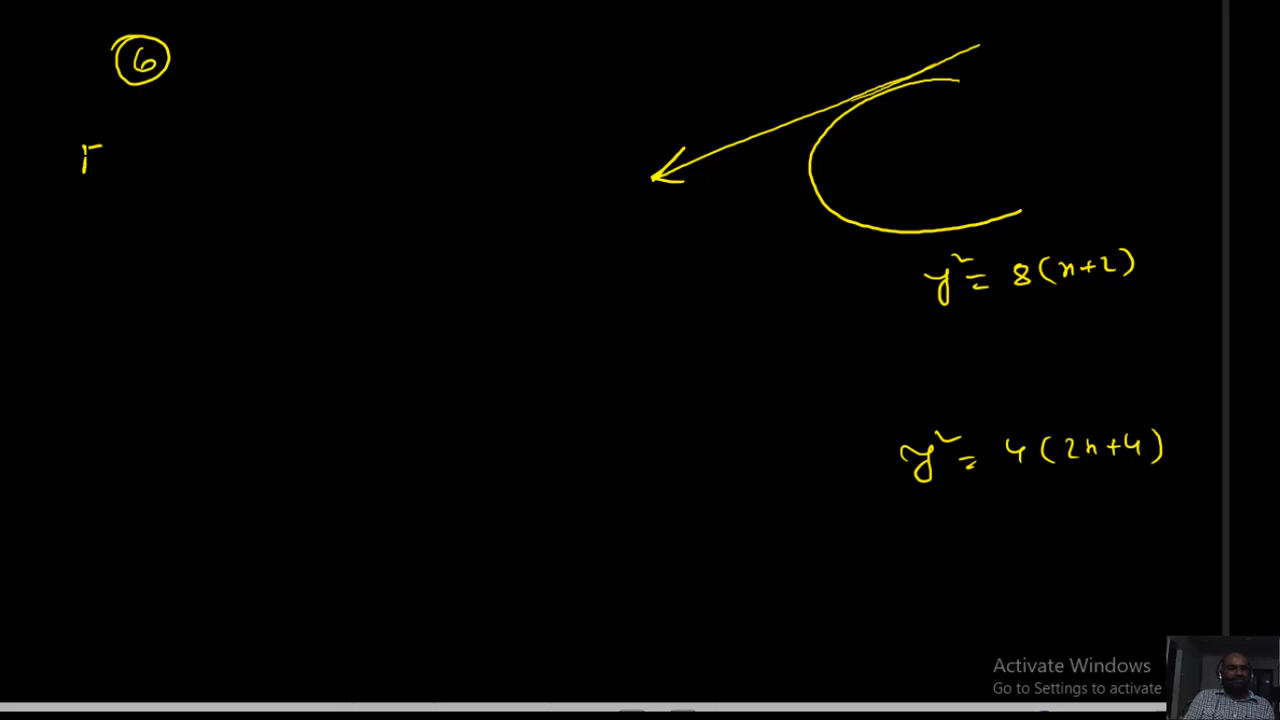 6
y² = 8(x+2)
y² = 4(2x+4)
Activate Windows
Go to Settings to activate